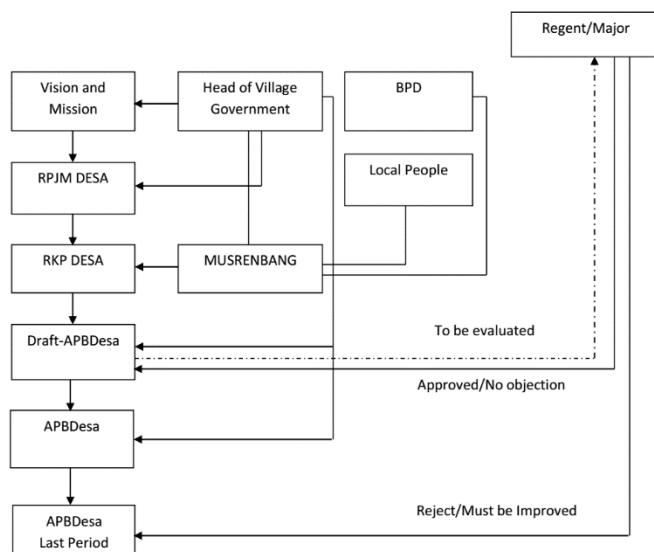 Regent/Major
Vision and
Mission
Head of Village
Government
BPD
RPJM DESA
Local People
RKP DESA
MUSRENBANG
To be evaluated
Draft-APBDesa
Approved/No objection
APBDesa
Reject/Must be Improved
APBDesa
Last Period